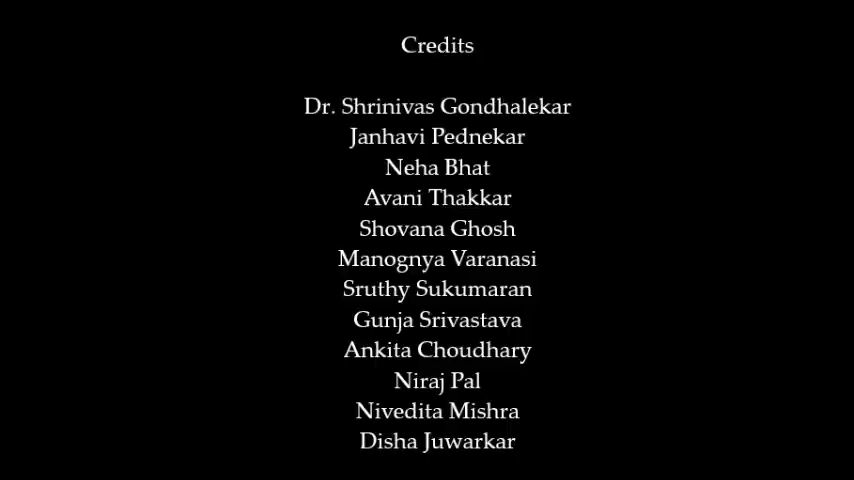 Credits
Dr. Shrinivas Gondhalekar
Janhavi Pednekar
Neha Bhat
Avani Thakkar
Shovana Ghosh
Manognya Varanasi
Sruthy Sukumaran
Gunja Srivastava
Ankita Choudhary
Niraj Pal
Nivedita Mishra
Disha Juwarkar